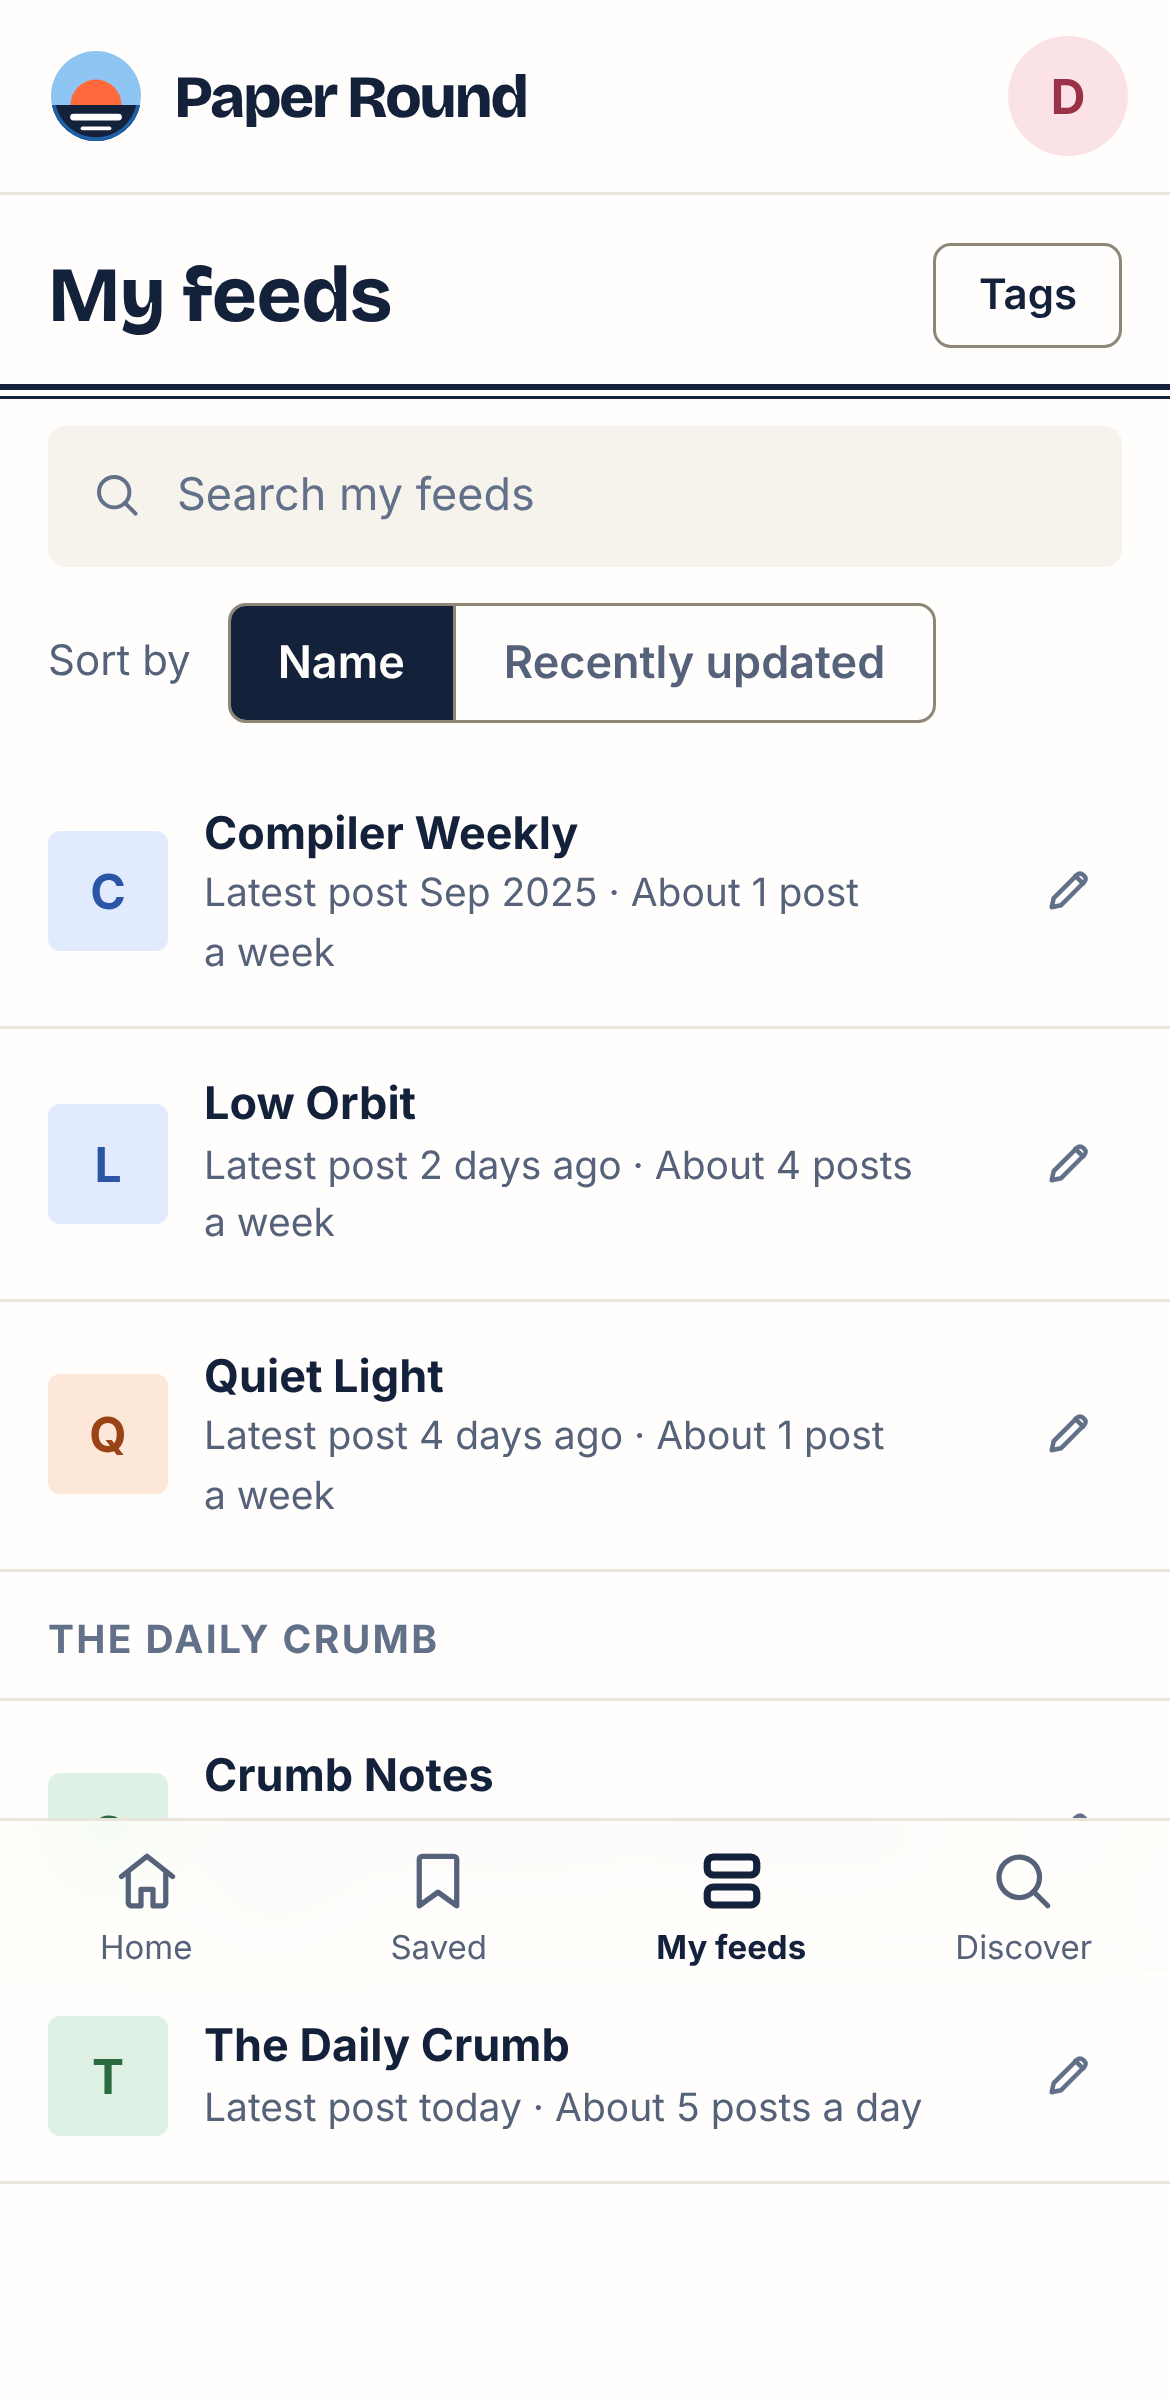 Paper Round
D
My feeds
Tags
Search my feeds
Sort by
Name
Recently updated
C
Compiler Weekly
Latest post Sep 2025 · About 1 post
a week
L
Low Orbit
Latest post 2 days ago · About 4 posts
a week
Q
Quiet Light
Latest post 4 days ago · About 1 post
a week
THE DAILY CRUMB
Crumb Notes
Home
Saved
My feeds
Discover
T
The Daily Crumb
Latest post today · About 5 posts a day